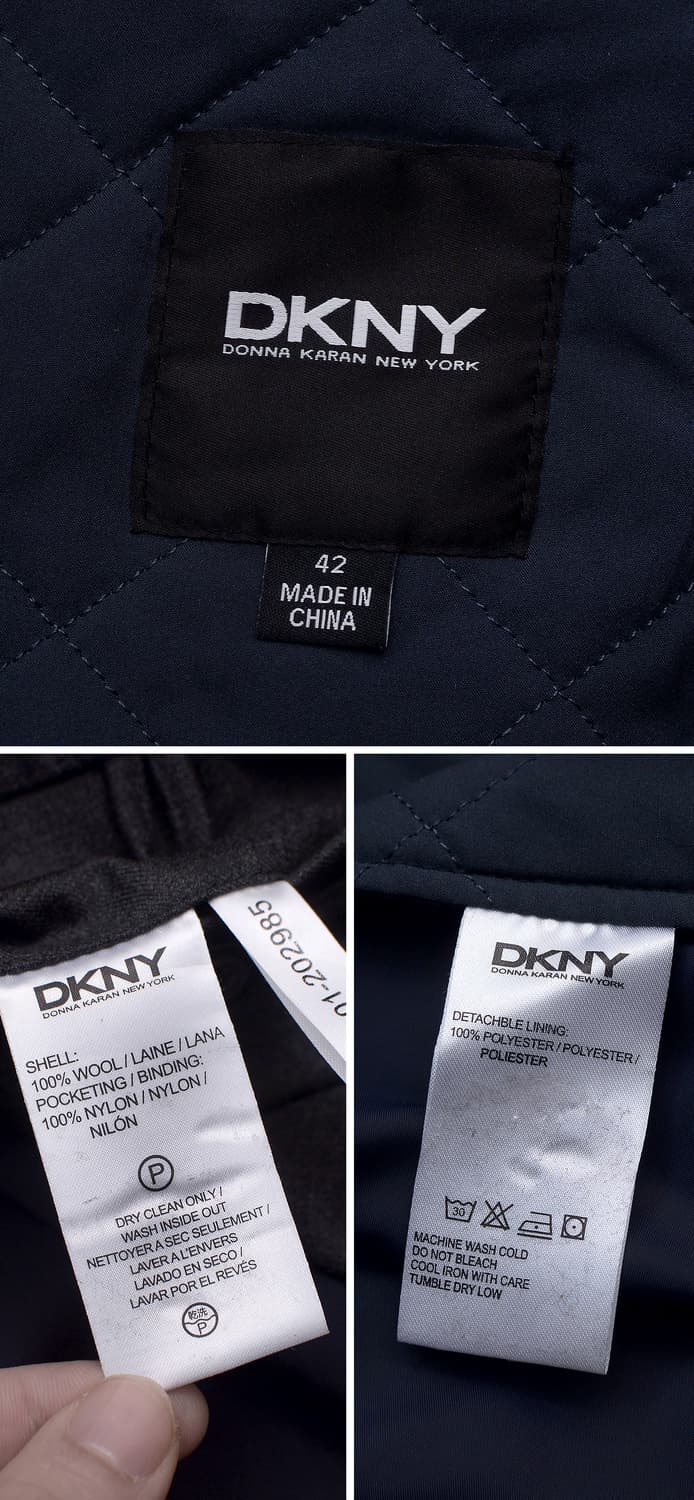 DKNY
DONNA KARAN NEW YORK
42
MADE IN
CHINA
DKNY
DONNA KARAN NEW YORK
SHELL:
100% WOOL / LAINE / LANA
POCKETING / BINDING:
100% NYLON / NYLON /
NILÓN
P
DRY CLEAN ONLY /
WASH INSIDE OUT
NETTOYER A SEC SEULEMENT /
LAVER A L'ENVERS
LAVADO EN SECO /
LAVAR POR EL REVÉS
乾洗
P
01-202985
DKNY
DONNA KARAN NEW YORK
DETACHBLE LINING:
100% POLYESTER / POLYESTER /
POLIESTER
30
MACHINE WASH COLD
DO NOT BLEACH
COOL IRON WITH CARE
TUMBLE DRY LOW